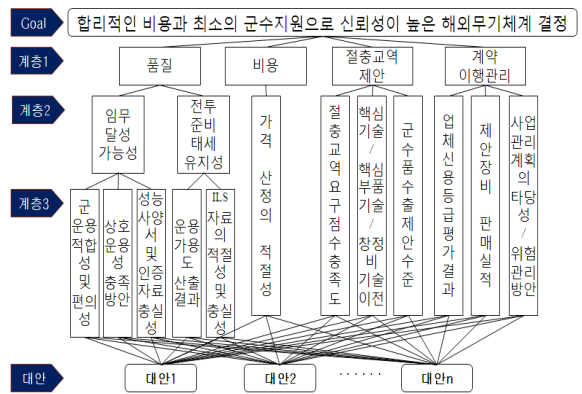 Goal
합리적인 비용과 최소의 군수지원으로 신뢰성이 높은 해외무기체계 결정
계층1
품질
비용
절충교역
제안
계약
이행관리
계층2
임무
달성
가능성
전투
준비
태세
유지성
가격 산정의 적절성
절충교역요구점수충족도
핵심
기술
/
핵심
부품
기술
/
창정
비
기술
이전
군수품수출제안수준
업체신용등급평가결과
제안장비 판매실적
사업
관리
계획
의
타당
성
/
위험
관리
방안
계층3
군
운용
적합
성
및
편의
성
상호
운용
성
충족
방안
성능
사양
서
및
인증
자료
충실
성
운용
가용
도
산출
결과
ILS
자료
의
적절
성
및
충실
성
대안
대안1
대안2
······
대안n